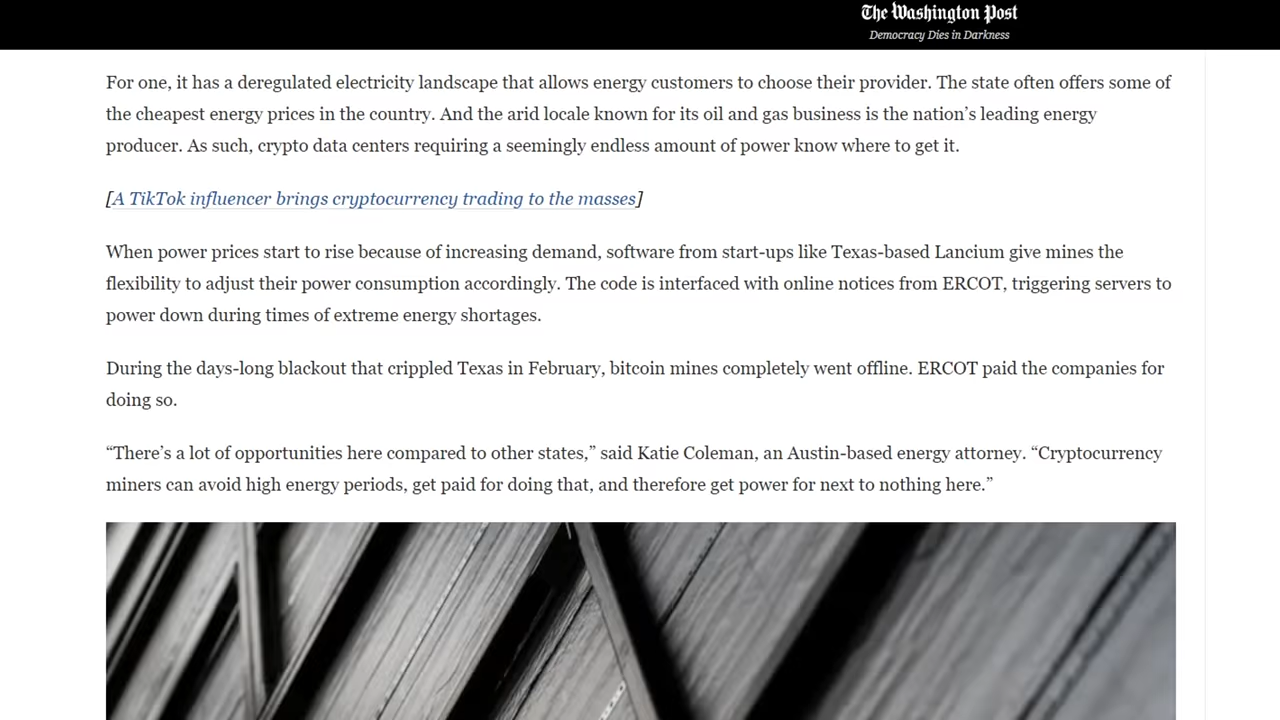 The Washington Post
Democracy Dies in Darkness
For one, it has a deregulated electricity landscape that allows energy customers to choose their provider. The state often offers some of
the cheapest energy prices in the country. And the arid locale known for its oil and gas business is the nation’s leading energy
producer. As such, crypto data centers requiring a seemingly endless amount of power know where to get it.
[A TikTok influencer brings cryptocurrency trading to the masses]
When power prices start to rise because of increasing demand, software from start-ups like Texas-based Lancium give mines the
flexibility to adjust their power consumption accordingly. The code is interfaced with online notices from ERCOT, triggering servers to
power down during times of extreme energy shortages.
During the days-long blackout that crippled Texas in February, bitcoin mines completely went offline. ERCOT paid the companies for
doing so.
“There’s a lot of opportunities here compared to other states,” said Katie Coleman, an Austin-based energy attorney. “Cryptocurrency
miners can avoid high energy periods, get paid for doing that, and therefore get power for next to nothing here.”